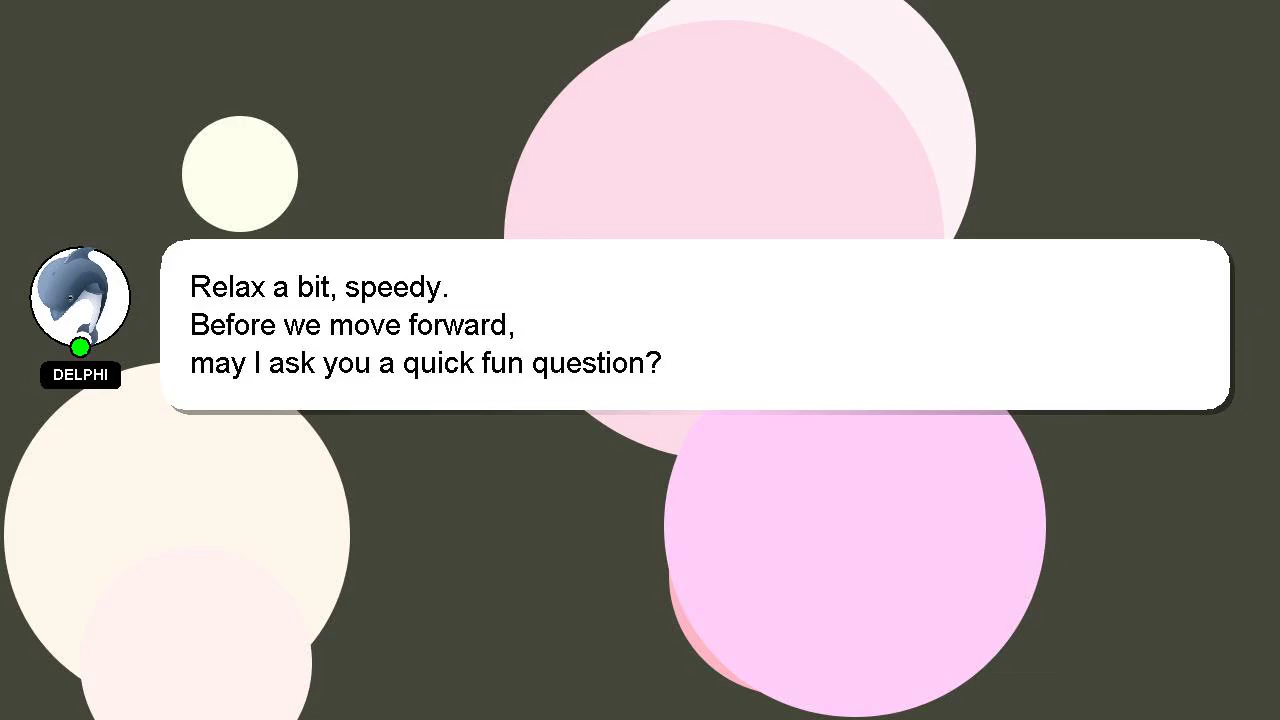 Relax a bit, speedy.
Before we move forward,
may I ask you a quick fun question?
DELPHI